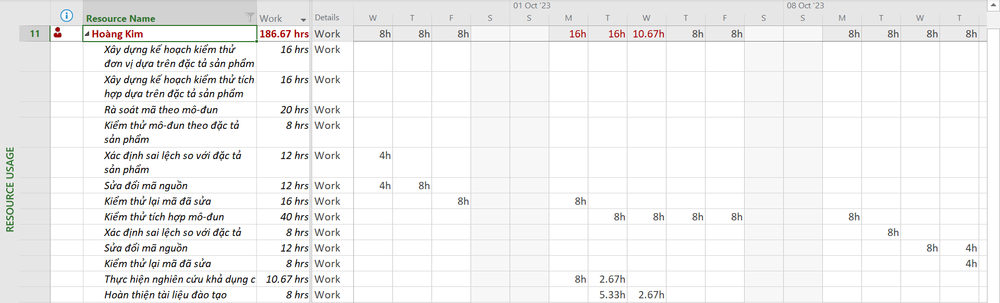 01 Oct '23 08 Oct '23
Resource Name Work Details W T F S S M T W T F S S M T W T
11 Hoàng Kim 186.67 hrs Work 8h 8h 8h 16h 16h 10.67h 8h 8h 8h 8h 8h 8h
Xây dựng kế hoạch kiểm thử 16 hrs Work
đơn vị dựa trên đặc tả sản phẩm
Xây dựng kế hoạch kiểm thử tích 16 hrs Work
hợp dựa trên đặc tả sản phẩm
Rà soát mã theo mô-đun 20 hrs Work
Kiểm thử mô-đun theo đặc tả 8 hrs Work
sản phẩm
Xác định sai lệch so với đặc tả 12 hrs Work 4h
sản phẩm
Sửa đổi mã nguồn 12 hrs Work 4h 8h
Kiểm thử lại mã đã sửa 16 hrs Work 8h 8h
Kiểm thử tích hợp mô-đun 40 hrs Work 8h 8h 8h 8h 8h
Xác định sai lệch so với đặc tả 8 hrs Work 8h
Sửa đổi mã nguồn 12 hrs Work 8h 4h
Kiểm thử lại mã đã sửa 8 hrs Work 4h
Thực hiện nghiên cứu khả dụng c 10.67 hrs Work 8h 2.67h
Hoàn thiện tài liệu đào tạo 8 hrs Work 5.33h 2.67h
RESOURCE USAGE